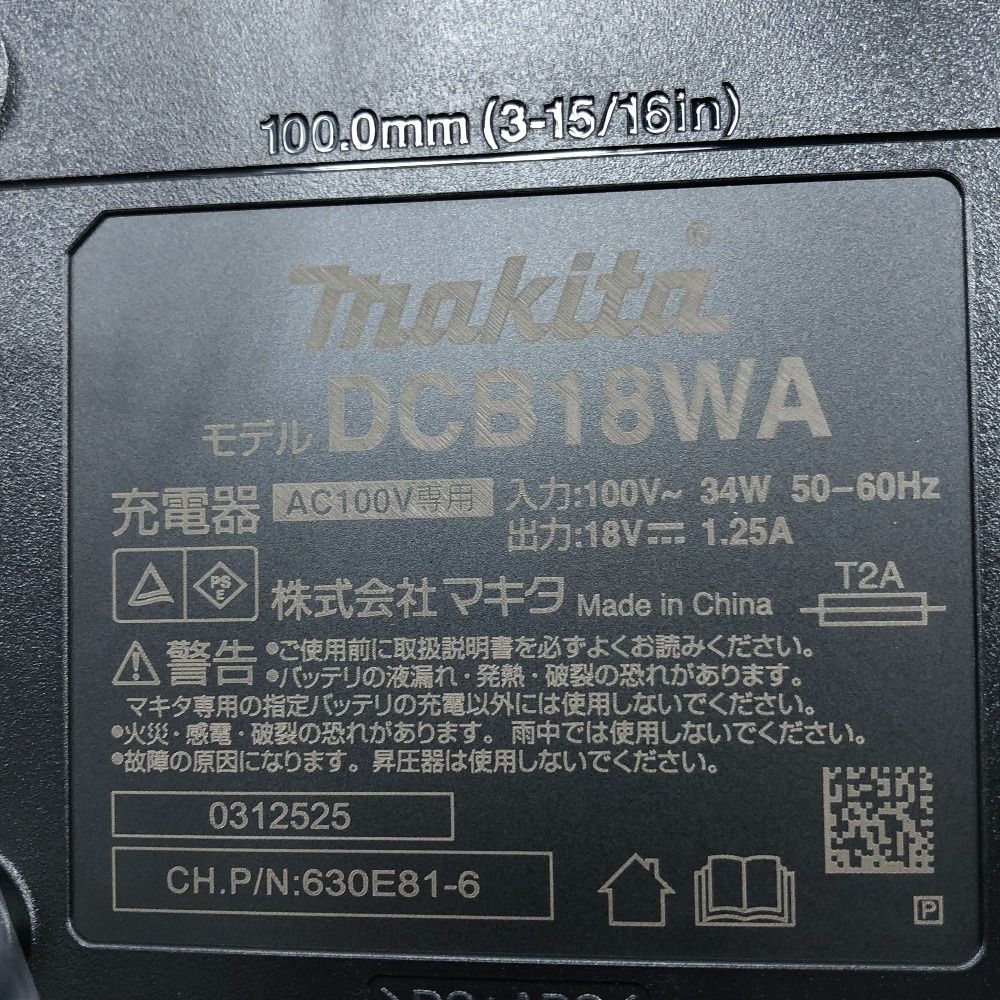 100.0mm (3-15/16in)
makita®
モデル DCB18WA
充電器 AC100V専用 入力:100V~ 34W 50-60Hz
出力:18V⎓ 1.25A
PS
E
株式会社マキタ Made in China T2A
⚠警告 •ご使用前に取扱説明書を必ずよくお読みください。
•バッテリの液漏れ・発熱・破裂の恐れがあります。
マキタ専用の指定バッテリの充電以外には使用しないでください。
•火災・感電・破裂の恐れがあります。雨中では使用しないでください。
•故障の原因になります。昇圧器は使用しないでください。
0312525
CH.P/N:630E81-6
P